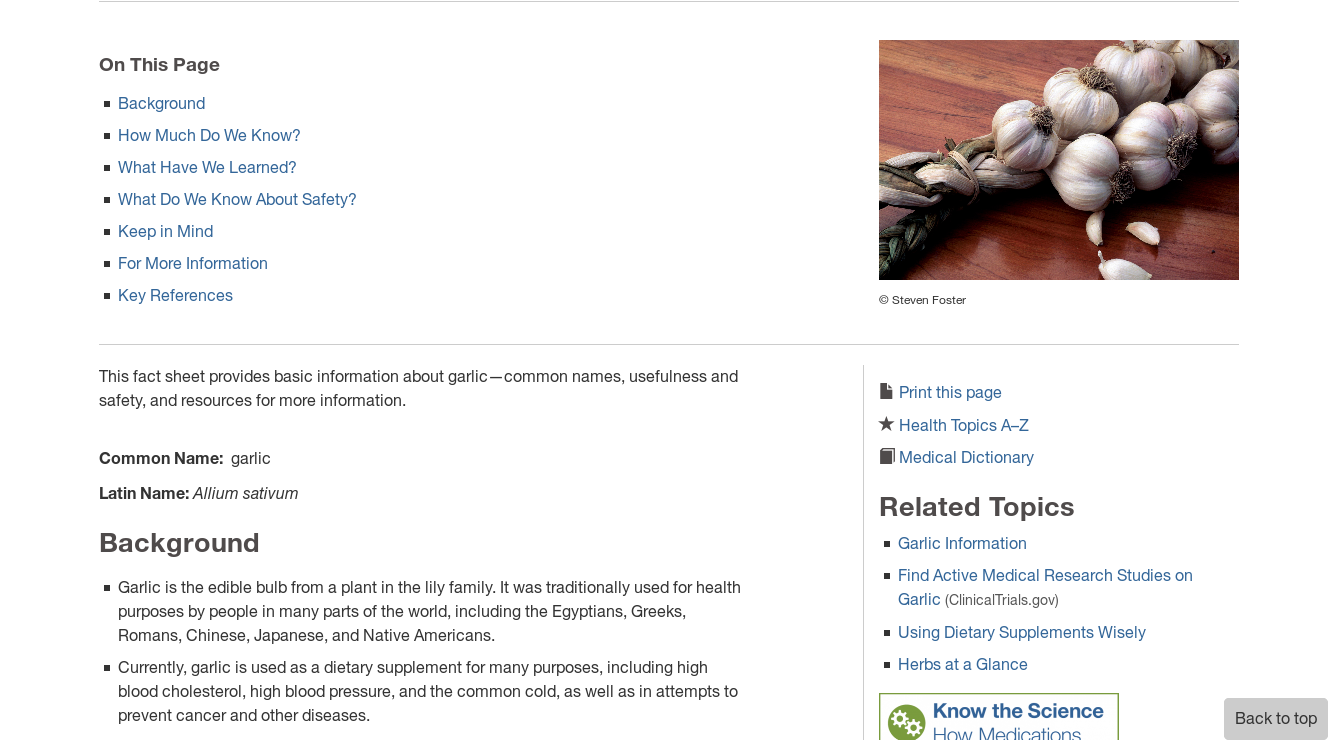 On This Page
Background
How Much Do We Know?
What Have We Learned?
What Do We Know About Safety?
Keep in Mind
For More Information
Key References
© Steven Foster
This fact sheet provides basic information about garlic—common names, usefulness and
safety, and resources for more information.
Common Name:  garlic
Latin Name: Allium sativum
Background
Garlic is the edible bulb from a plant in the lily family. It was traditionally used for health
purposes by people in many parts of the world, including the Egyptians, Greeks,
Romans, Chinese, Japanese, and Native Americans.
Currently, garlic is used as a dietary supplement for many purposes, including high
blood cholesterol, high blood pressure, and the common cold, as well as in attempts to
prevent cancer and other diseases.
Print this page
Health Topics A–Z
Medical Dictionary
Related Topics
Garlic Information
Find Active Medical Research Studies on
Garlic (ClinicalTrials.gov)
Using Dietary Supplements Wisely
Herbs at a Glance
Know the Science
How Medications
Back to top